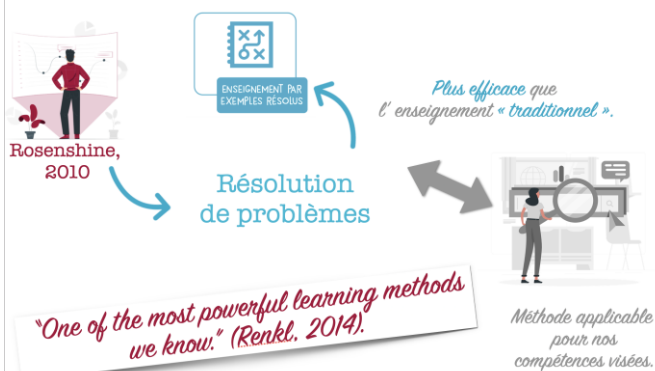 ENSEIGNEMENT PAR
EXEMPLES RÉSOLUS
Plus efficace que
l' enseignement « traditionnel ».
Rosenshine,
2010
Résolution
de problèmes
"One of the most powerful learning methods
we know." (Renkl, 2014).
Méthode applicable
pour nos
compétences visées.